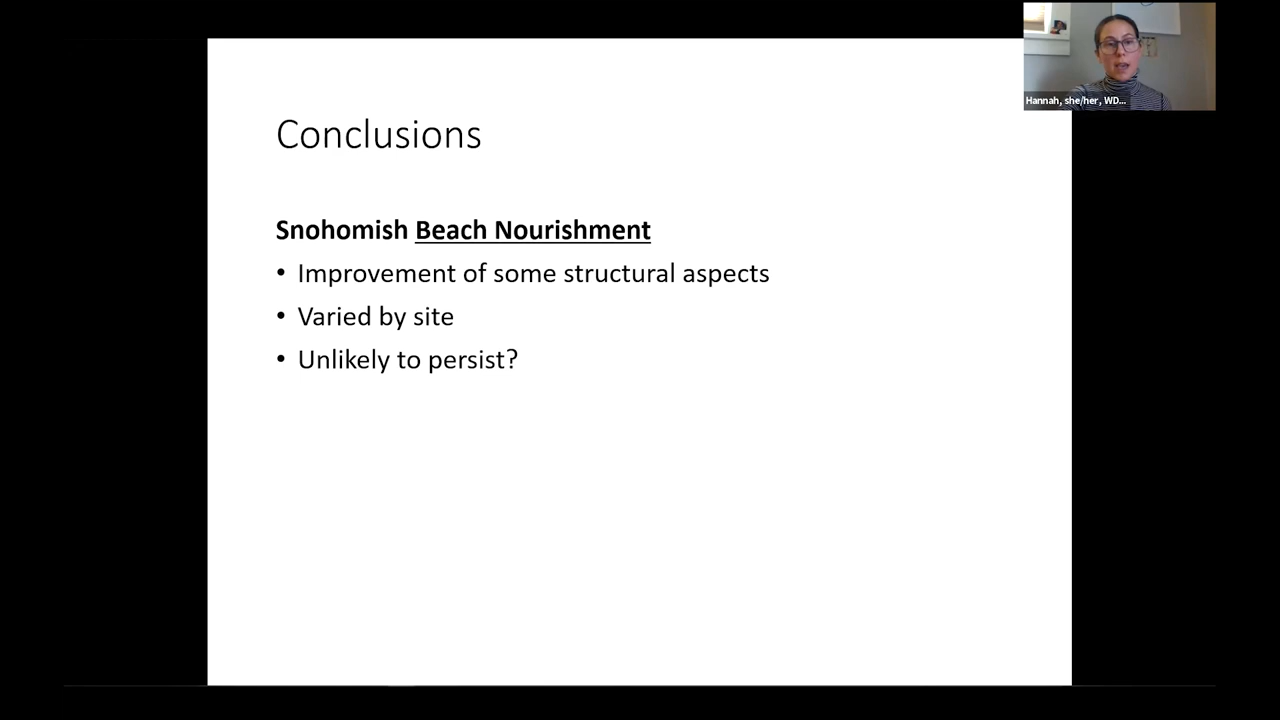 Hannah, she/her, WD...
Conclusions
Snohomish Beach Nourishment
• Improvement of some structural aspects
• Varied by site
• Unlikely to persist?